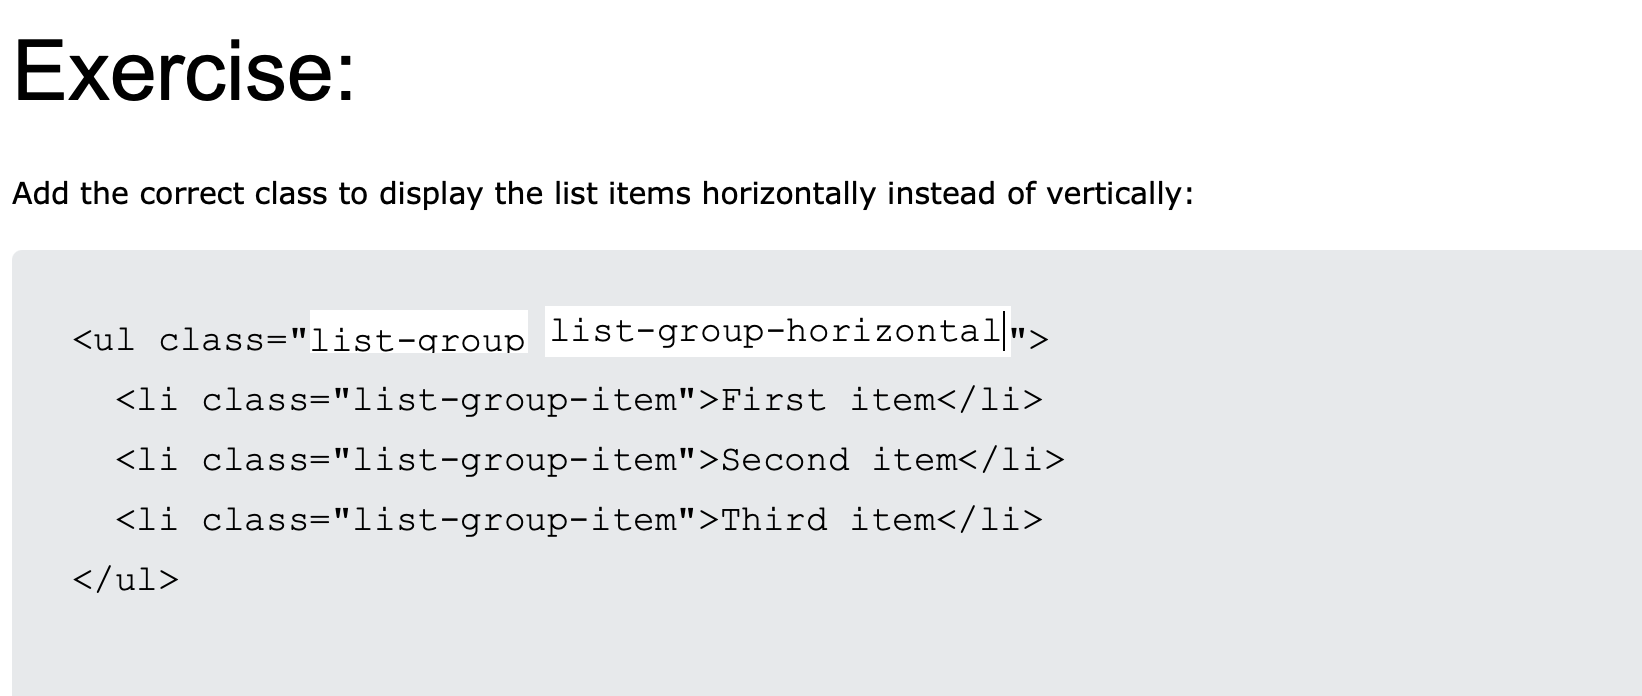 Exercise:
Add the correct class to display the list items horizontally instead of vertically:
<ul class="list-group list-group-horizontal">
<li class="list-group-item">First item</li>
<li class="list-group-item">Second item</li>
<li class="list-group-item">Third item</li>
</ul>